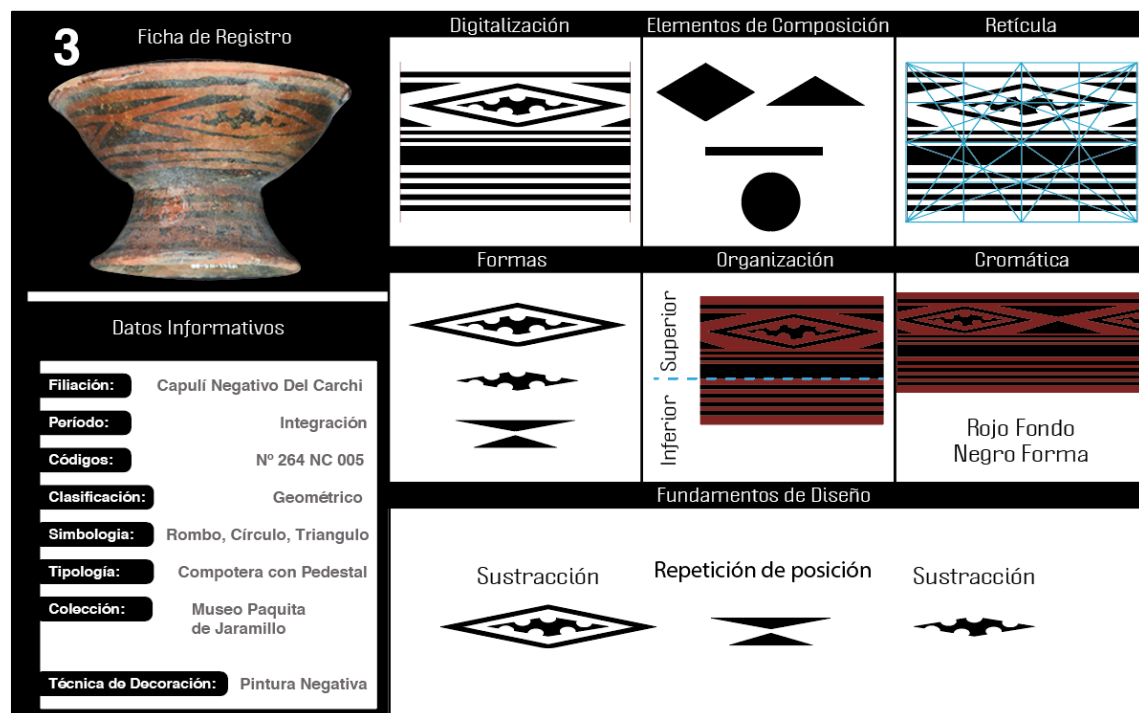 3
Ficha de Registro
Datos Informativos
Filiación: Capulí Negativo Del Carchi
Período: Integración
Códigos: Nº 264 NC 005
Clasificación: Geométrico
Simbologia: Rombo, Círculo, Triangulo
Tipología: Compotera con Pedestal
Colección: Museo Paquita
de Jaramillo
Técnica de Decoración: Pintura Negativa
Digitalización
Elementos de Composición
Retícula
Formas
Organización
Superior
Inferior
Cromática
Rojo Fondo
Negro Forma
Fundamentos de Diseño
Sustracción
Repetición de posición
Sustracción